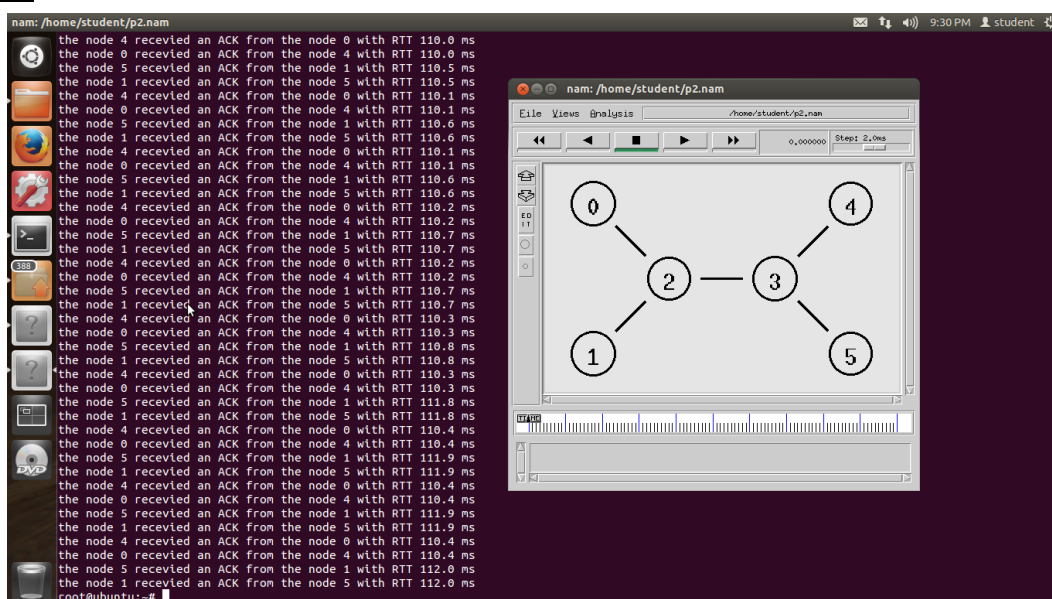 nam: /home/student/p2.nam
9:30 PM student
the node 4 recevied an ACK from the node 0 with RTT 110.0 ms
the node 0 recevied an ACK from the node 4 with RTT 110.0 ms
the node 5 recevied an ACK from the node 1 with RTT 110.5 ms
the node 1 recevied an ACK from the node 5 with RTT 110.5 ms
the node 4 recevied an ACK from the node 0 with RTT 110.1 ms
the node 0 recevied an ACK from the node 4 with RTT 110.1 ms
the node 5 recevied an ACK from the node 1 with RTT 110.6 ms
the node 1 recevied an ACK from the node 5 with RTT 110.6 ms
the node 4 recevied an ACK from the node 0 with RTT 110.1 ms
the node 0 recevied an ACK from the node 4 with RTT 110.1 ms
the node 5 recevied an ACK from the node 1 with RTT 110.6 ms
the node 1 recevied an ACK from the node 5 with RTT 110.6 ms
the node 4 recevied an ACK from the node 0 with RTT 110.2 ms
the node 0 recevied an ACK from the node 4 with RTT 110.2 ms
the node 5 recevied an ACK from the node 1 with RTT 110.7 ms
the node 1 recevied an ACK from the node 5 with RTT 110.7 ms
the node 4 recevied an ACK from the node 0 with RTT 110.2 ms
the node 0 recevied an ACK from the node 4 with RTT 110.2 ms
the node 5 recevied an ACK from the node 1 with RTT 110.7 ms
the node 1 recevied an ACK from the node 5 with RTT 110.7 ms
the node 4 recevied an ACK from the node 0 with RTT 110.3 ms
the node 0 recevied an ACK from the node 4 with RTT 110.3 ms
the node 5 recevied an ACK from the node 1 with RTT 110.8 ms
the node 1 recevied an ACK from the node 5 with RTT 110.8 ms
the node 4 recevied an ACK from the node 0 with RTT 110.3 ms
the node 0 recevied an ACK from the node 4 with RTT 110.3 ms
the node 5 recevied an ACK from the node 1 with RTT 111.8 ms
the node 1 recevied an ACK from the node 5 with RTT 111.8 ms
the node 4 recevied an ACK from the node 0 with RTT 110.4 ms
the node 0 recevied an ACK from the node 4 with RTT 110.4 ms
the node 5 recevied an ACK from the node 1 with RTT 111.9 ms
the node 1 recevied an ACK from the node 5 with RTT 111.9 ms
the node 4 recevied an ACK from the node 0 with RTT 110.4 ms
the node 0 recevied an ACK from the node 4 with RTT 110.4 ms
the node 5 recevied an ACK from the node 1 with RTT 111.9 ms
the node 1 recevied an ACK from the node 5 with RTT 111.9 ms
the node 4 recevied an ACK from the node 0 with RTT 110.4 ms
the node 0 recevied an ACK from the node 4 with RTT 110.4 ms
the node 5 recevied an ACK from the node 1 with RTT 112.0 ms
the node 1 recevied an ACK from the node 5 with RTT 112.0 ms
root@ubuntu:~#
388
DVD
nam: /home/student/p2.nam
File Views Analysis /home/student/p2.nam
0.000000 Step: 2.0ms
ED
IT
0 4
2 3
1 5
TIME